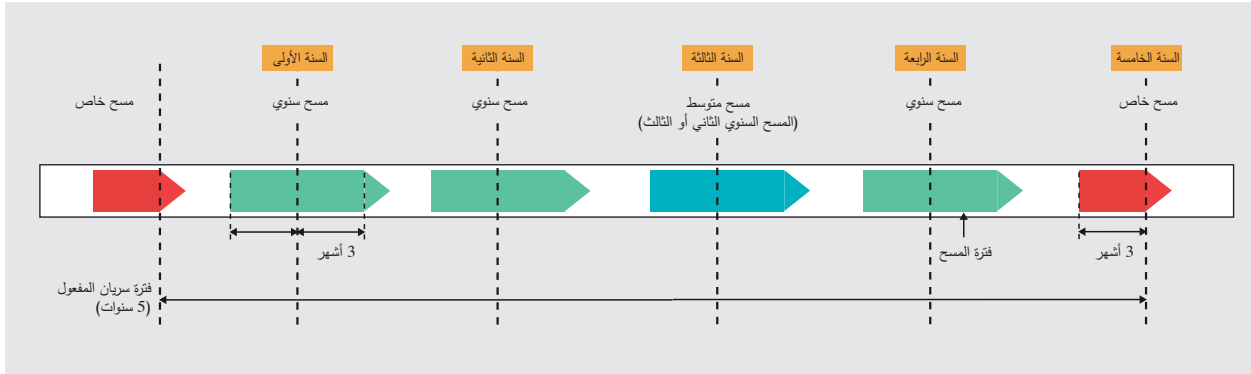 السنة الأولى
السنة الثانية
السنة الثالثة
السنة الرابعة
السنة الخامسة
مسح خاص
مسح سنوي
مسح سنوي
مسح متوسط
(المسح السنوي الثاني أو الثالث)
مسح سنوي
مسح خاص
3 أشهر
فترة المسح
3 أشهر
فترة سريان المفعول
(5 سنوات)